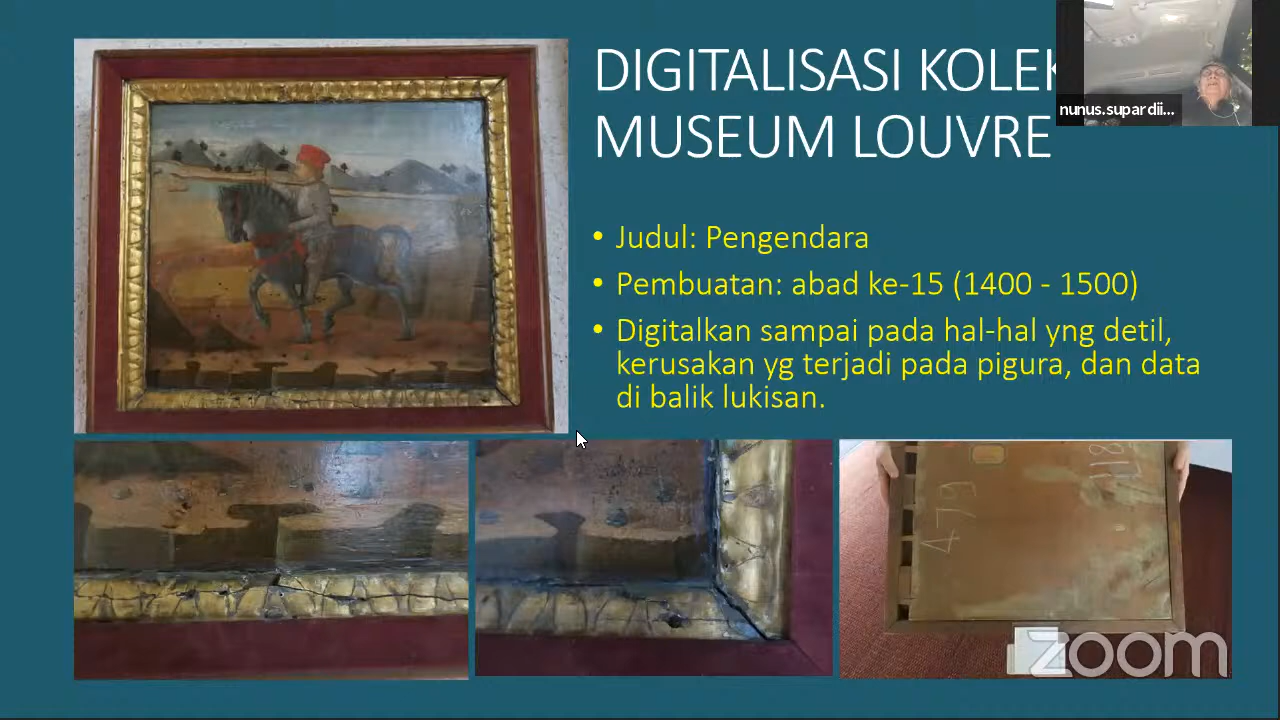 DIGITALISASI KOLEK
MUSEUM LOUVRE
nunus.supardii...
• Judul: Pengendara
• Pembuatan: abad ke-15 (1400 - 1500)
• Digitalkan sampai pada hal-hal yng detil,
kerusakan yg terjadi pada pigura, dan data
di balik lukisan.
479
zoom